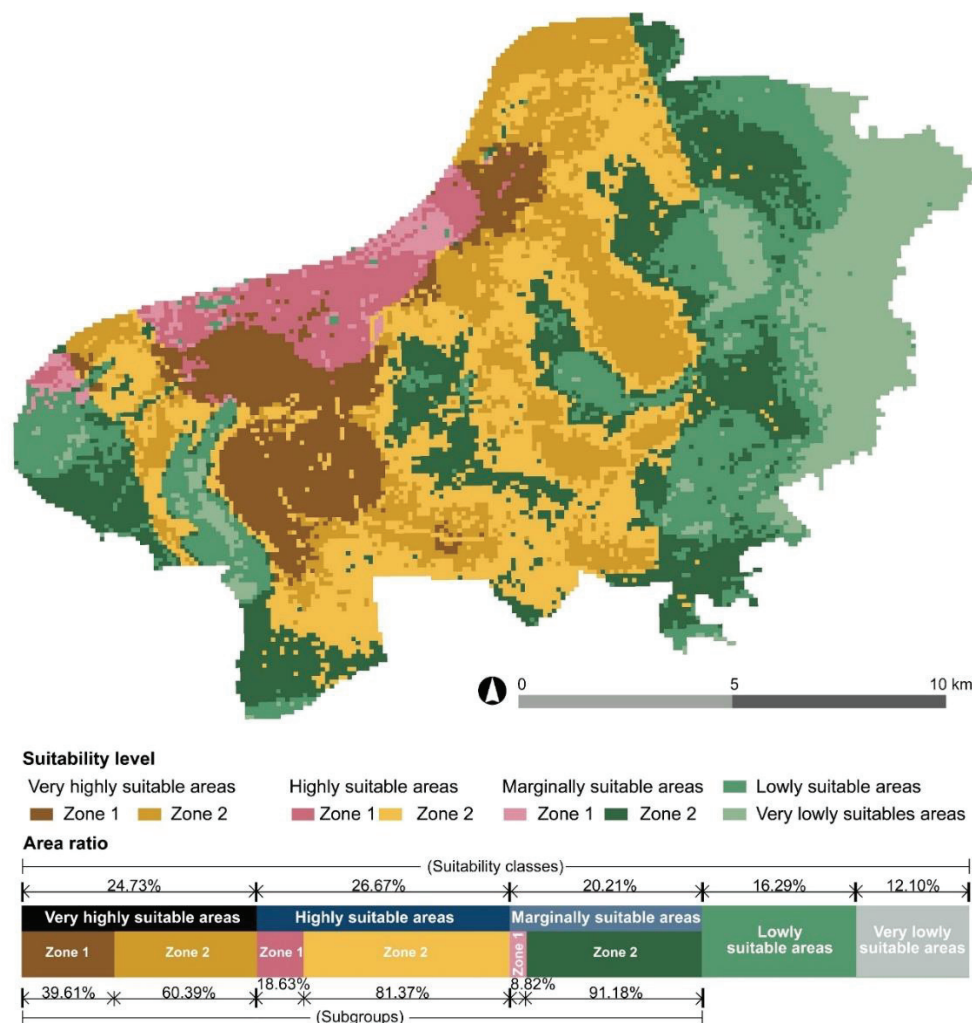 0 5 10 km
Suitability level
Very highly suitable areas Highly suitable areas Marginally suitable areas Lowly suitable areas
Zone 1 Zone 2 Zone 1 Zone 2 Zone 1 Zone 2 Very lowly suitables areas
Area ratio
(Suitability classes)
24.73% 26.67% 20.21% 16.29% 12.10%
Very highly suitable areas Highly suitable areas Marginally suitable areas Lowly suitable areas Very lowly suitable areas
Zone 1 Zone 2 Zone 1 Zone 2 Zone 1 Zone 2
39.61% 60.39% 18.63% 81.37% 8.82% 91.18%
(Subgroups)